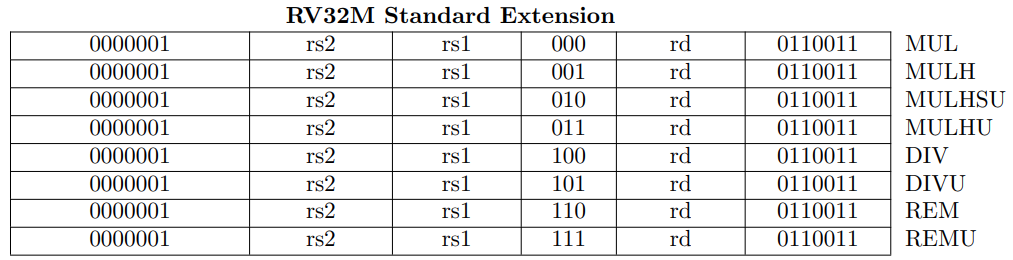 RV32M Standard Extension
0000001 rs2 rs1 000 rd 0110011 MUL
0000001 rs2 rs1 001 rd 0110011 MULH
0000001 rs2 rs1 010 rd 0110011 MULHSU
0000001 rs2 rs1 011 rd 0110011 MULHU
0000001 rs2 rs1 100 rd 0110011 DIV
0000001 rs2 rs1 101 rd 0110011 DIVU
0000001 rs2 rs1 110 rd 0110011 REM
0000001 rs2 rs1 111 rd 0110011 REMU